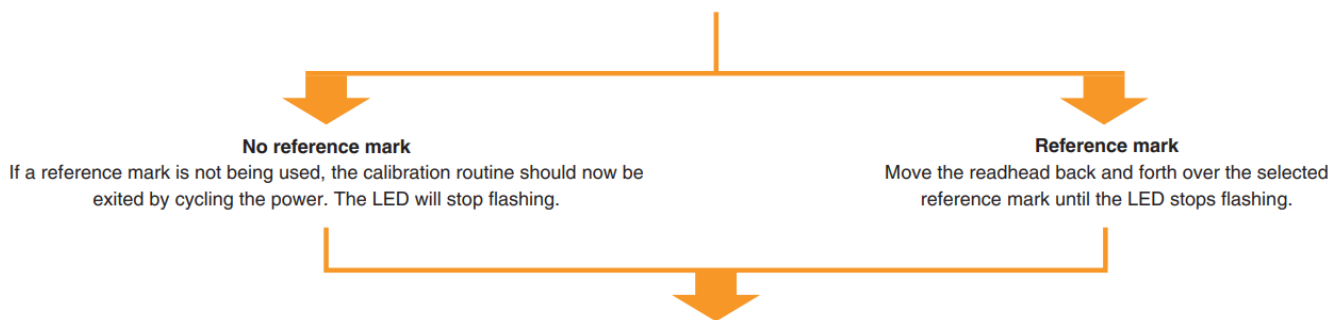 No reference mark
If a reference mark is not being used, the calibration routine should now be
exited by cycling the power. The LED will stop flashing.
Reference mark
Move the readhead back and forth over the selected
reference mark until the LED stops flashing.